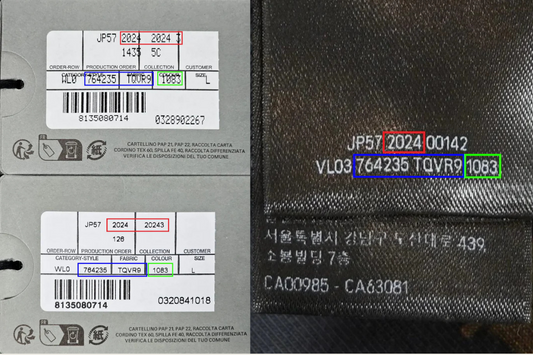 JP57 2024 2024 3
1435 5C
ORDER-ROW PRODUCTION ORDER COLLECTION CUSTOMER
COLOUR SIZE
WL0 764235 TQVR9 1083 L
8135080714 0328902267
CARTELLINO PAP 21, PAP 22, RACCOLTA CARTA
CORDINO TEX 60, SPILLA FE 40, RACCOLTA DIFFERENZIATA
VERIFICA LE DISPOSIZIONI DEL TUO COMUNE.
JP57 2024 20243
126
ORDER-ROW PRODUCTION ORDER COLLECTION CUSTOMER
CATEGORY-STYLE FABRIC COLOUR SIZE
WL0 764235 TQVR9 1083 L
8135080714 0320841018
CARTELLINO PAP 21, PAP 22, RACCOLTA CARTA
CORDINO TEX 60, SPILLA FE 40, RACCOLTA DIFFERENZIATA
VERIFICA LE DISPOSIZIONI DEL TUO COMUNE.
JP57 2024 00142
VL03 764235 TQVR9 1083
서울특별시 강남구 도산대로 439,
소봉빌딩 7층
CA00985 - CA63081